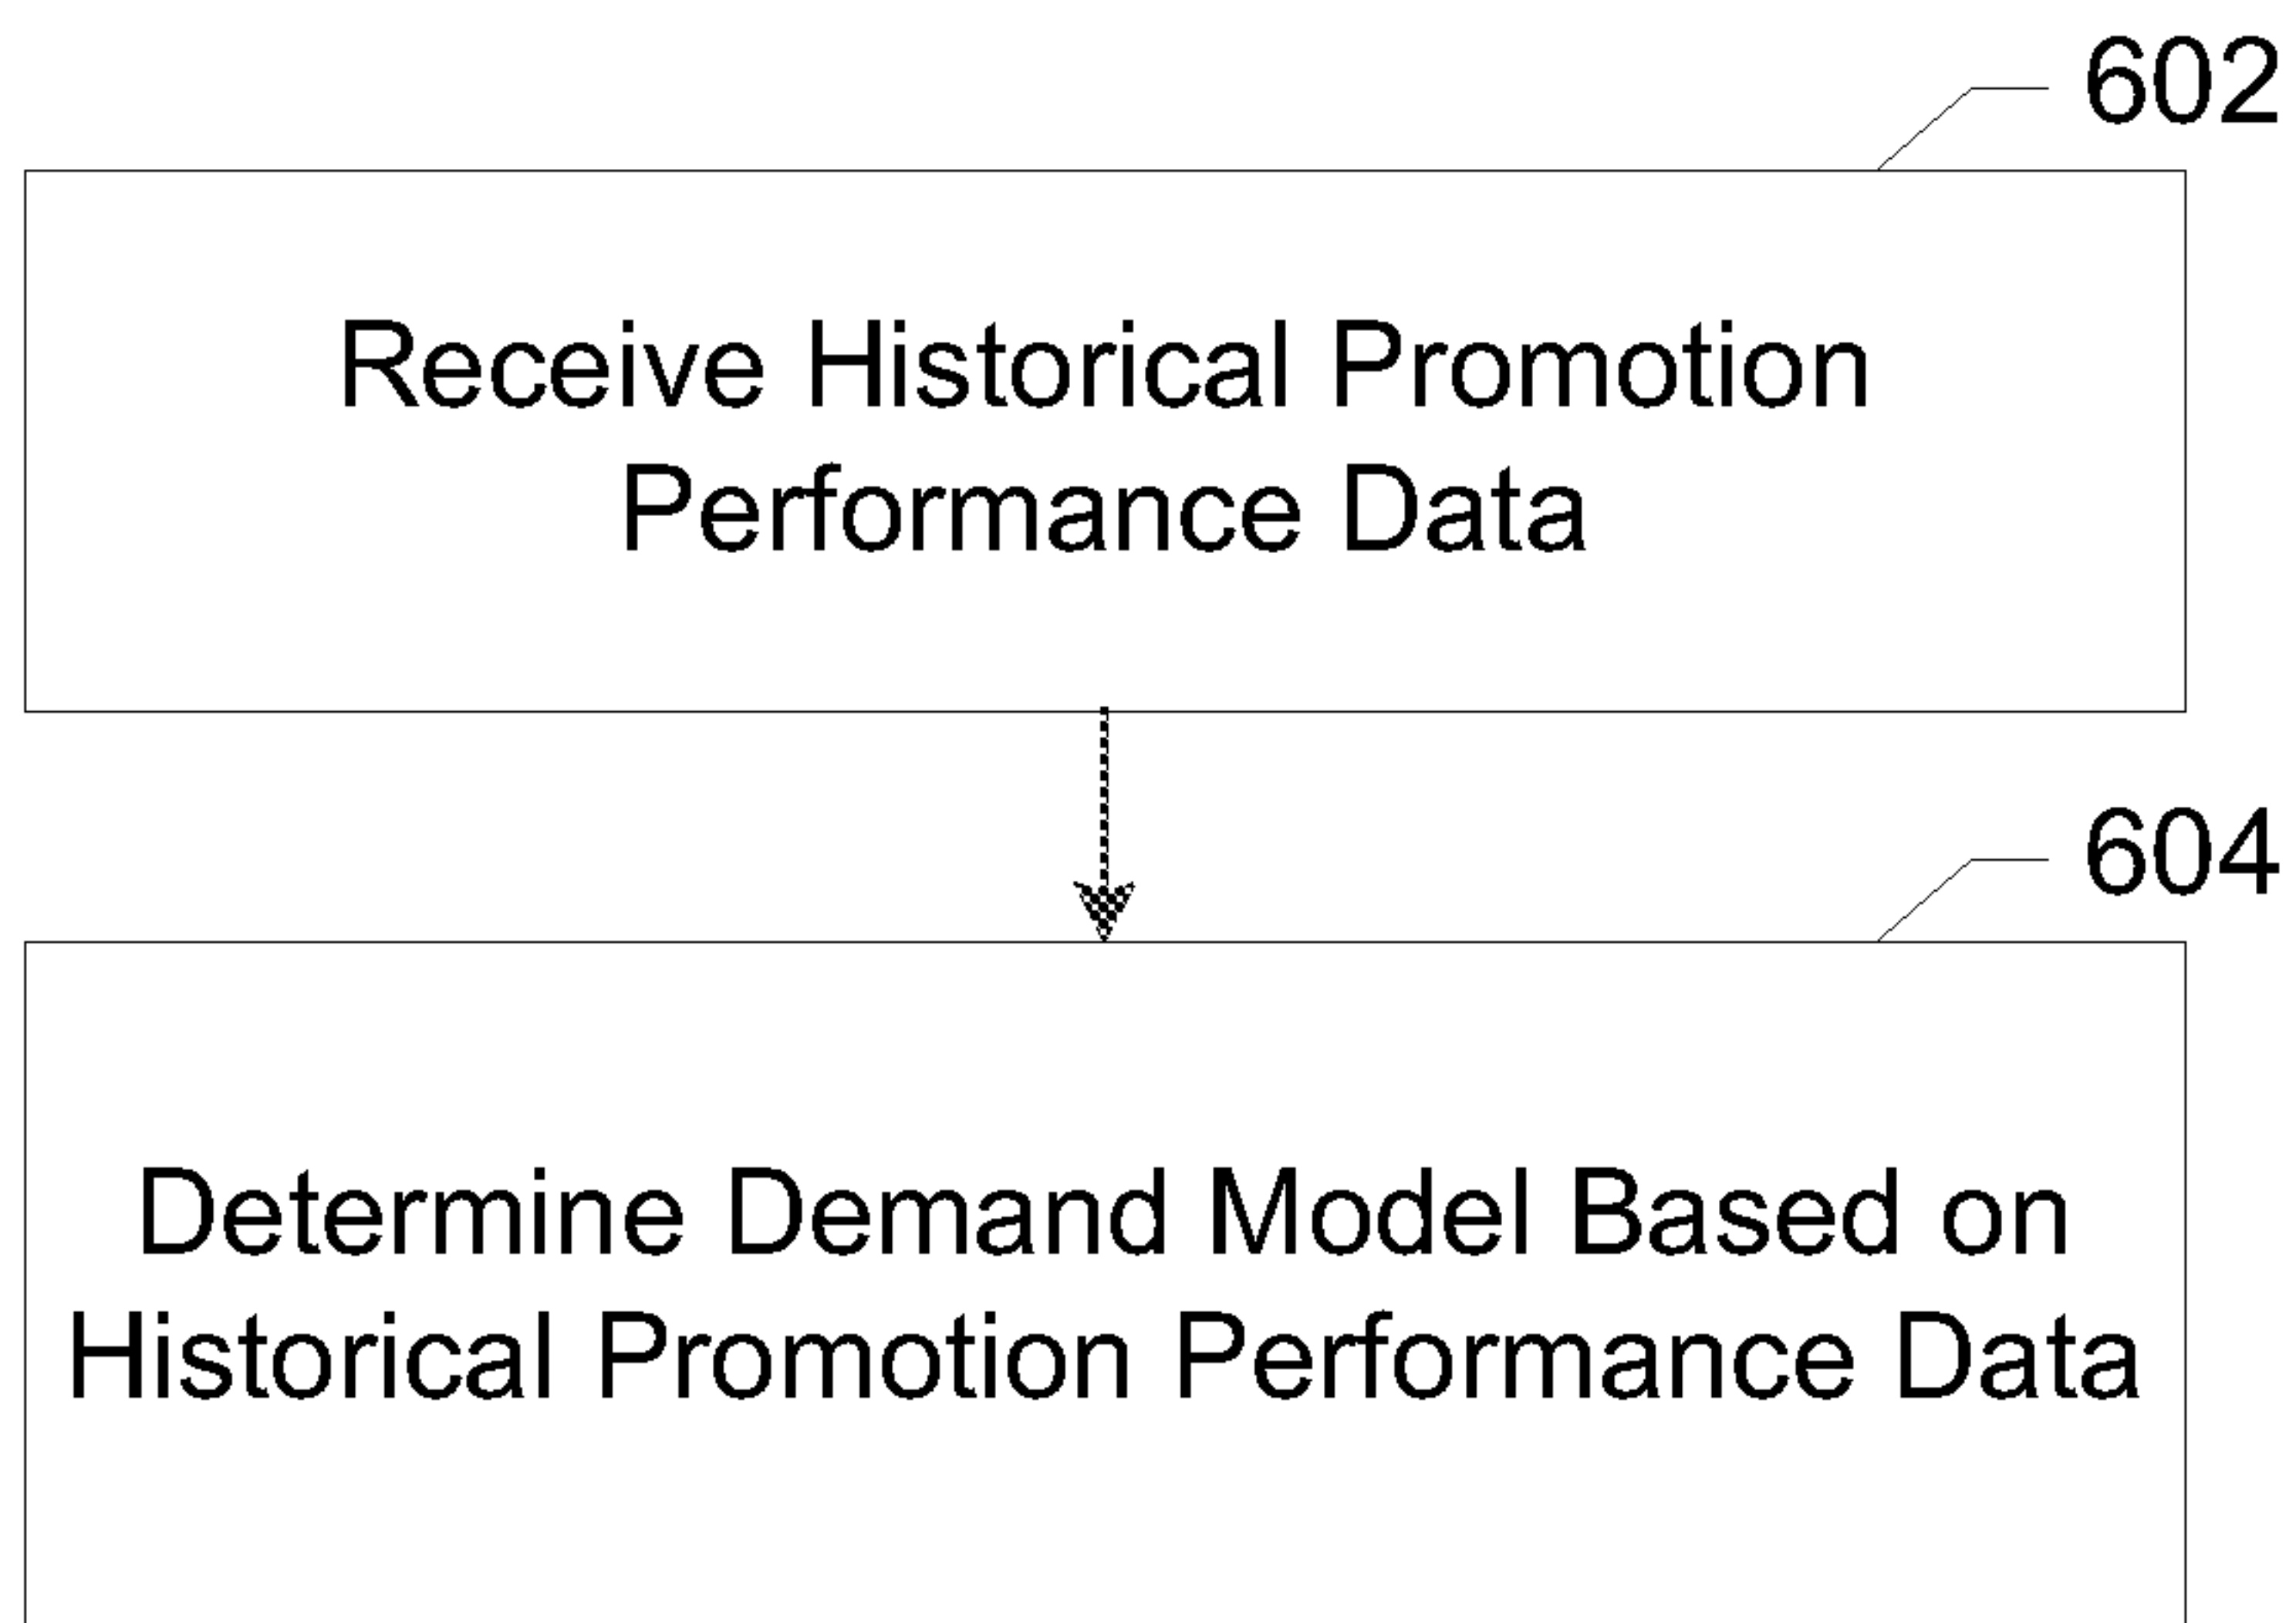 602
Receive Historical Promotion
Performance Data
604
Determine Demand Model Based on
Historical Promotion Performance Data